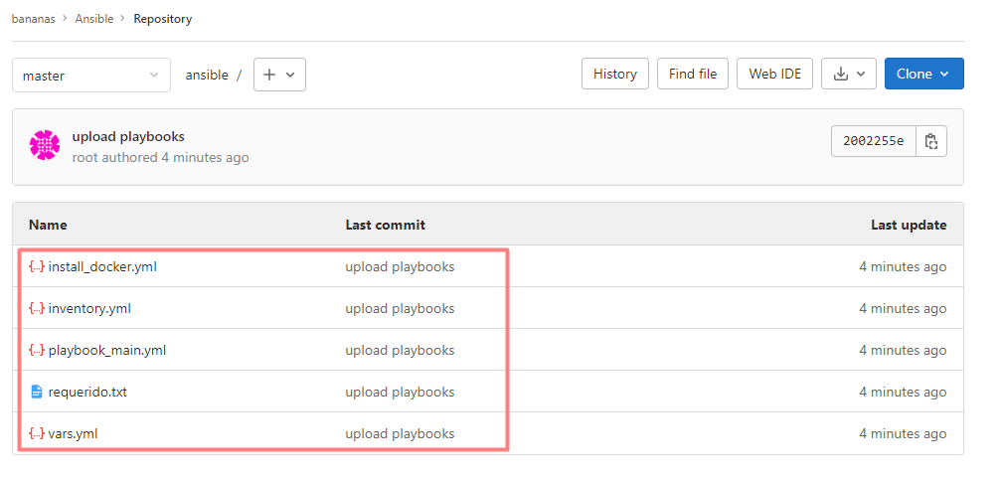 bananas > Ansible > Repository
master ansible / + History Find file Web IDE Clone
upload playbooks
root authored 4 minutes ago
2002255e
Name Last commit Last update
{...} install_docker.yml upload playbooks 4 minutes ago
{...} inventory.yml upload playbooks 4 minutes ago
{...} playbook_main.yml upload playbooks 4 minutes ago
requerido.txt upload playbooks 4 minutes ago
{...} vars.yml upload playbooks 4 minutes ago